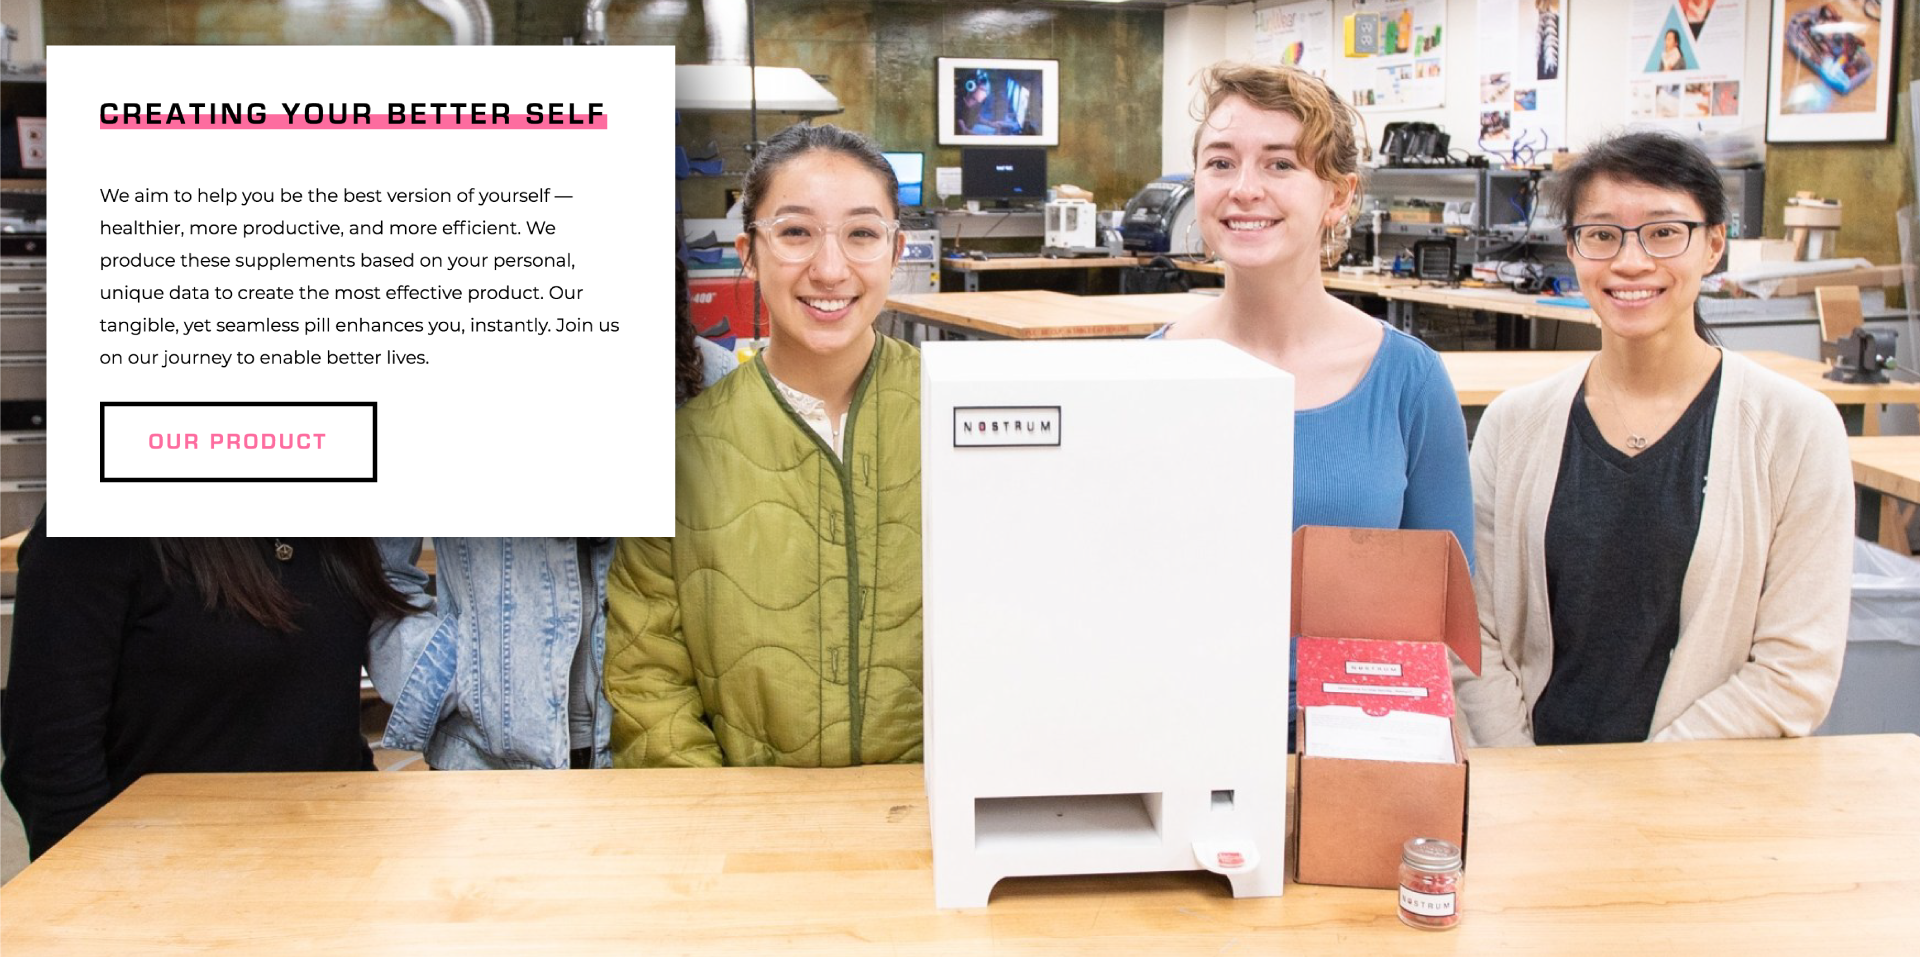 CREATING YOUR BETTER SELF
We aim to help you be the best version of yourself —
healthier, more productive, and more efficient. We
produce these supplements based on your personal,
unique data to create the most effective product. Our
tangible, yet seamless pill enhances you, instantly. Join us
on our journey to enable better lives.
OUR PRODUCT
NOSTRUM
NOSTRUM
NOSTRUM